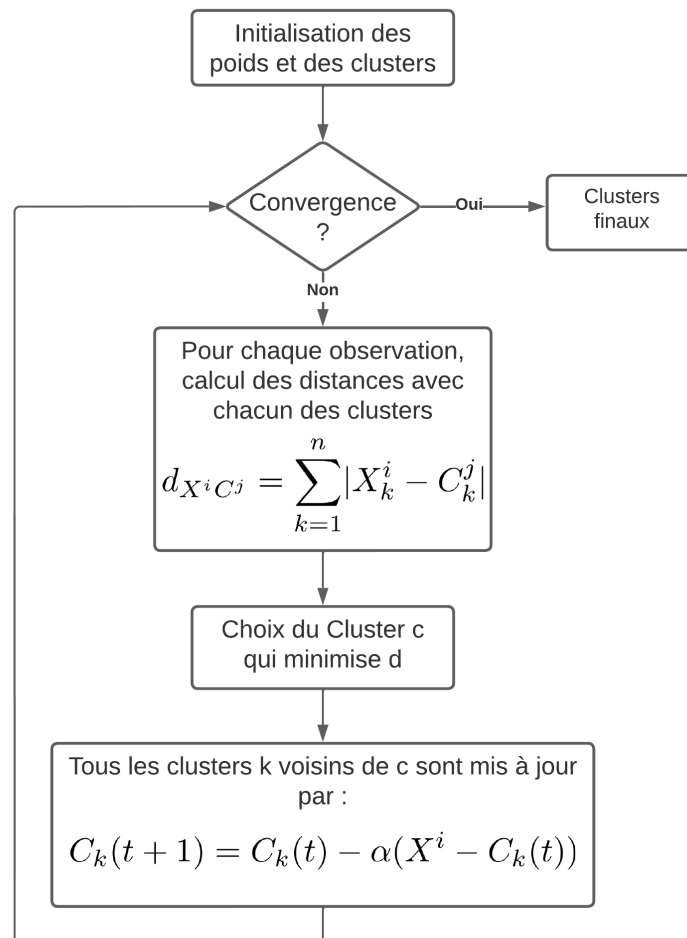 Initialisation des
poids et des clusters
Convergence
?
Oui
Clusters
finaux
Non
Pour chaque observation,
calcul des distances avec
chacun des clusters
d_{X^i C^j} = \sum_{k=1}^{n} |X_k^i - C_k^j|
Choix du Cluster c
qui minimise d
Tous les clusters k voisins de c sont mis à jour
par :
C_k(t + 1) = C_k(t) - α(X^i - C_k(t))